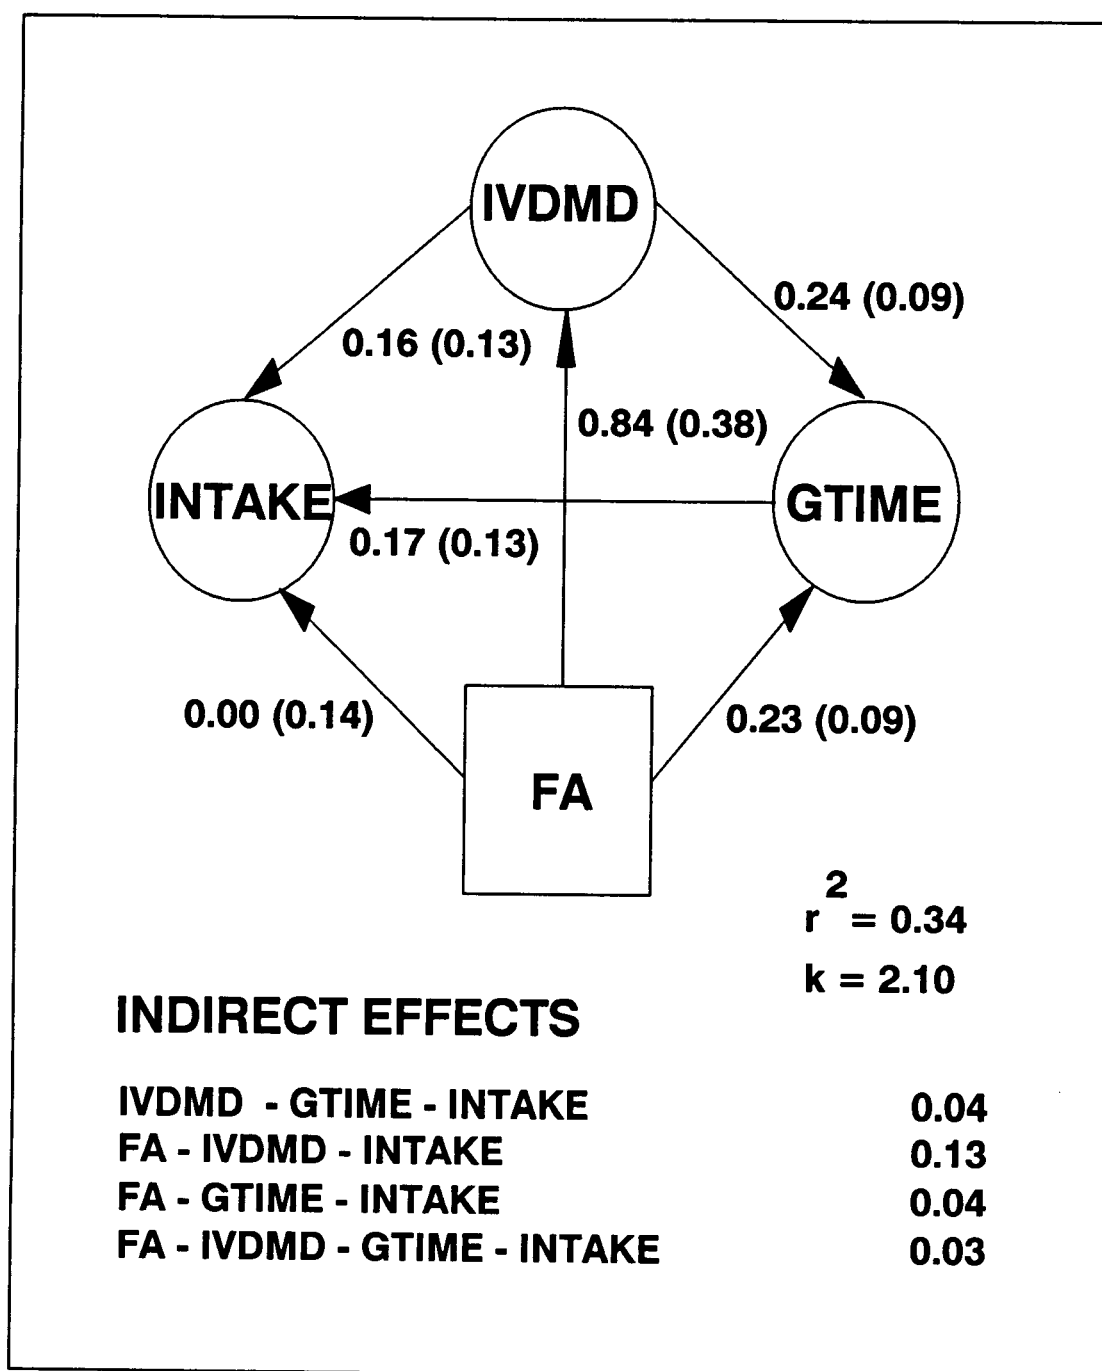 IVDMD
0.24 (0.09)
0.16 (0.13)
0.84 (0.38)
INTAKE
GTIME
0.17 (0.13)
0.00 (0.14)
0.23 (0.09)
FA
r2 = 0.34
k = 2.10
INDIRECT EFFECTS
IVDMD - GTIME - INTAKE 0.04
FA - IVDMD - INTAKE 0.13
FA - GTIME - INTAKE 0.04
FA - IVDMD - GTIME - INTAKE 0.03